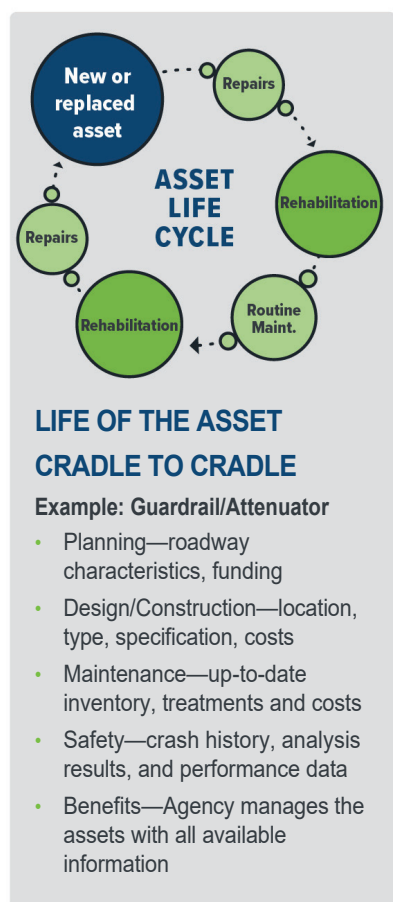 New or
replaced
asset
Repairs
Rehabilitation
Routine
Maint.
Rehabilitation
Repairs
ASSET
LIFE
CYCLE
LIFE OF THE ASSET
CRADLE TO CRADLE
Example: Guardrail/Attenuator
• Planning—roadway
characteristics, funding
• Design/Construction—location,
type, specification, costs
• Maintenance—up-to-date
inventory, treatments and costs
• Safety—crash history, analysis
results, and performance data
• Benefits—Agency manages the
assets with all available
information